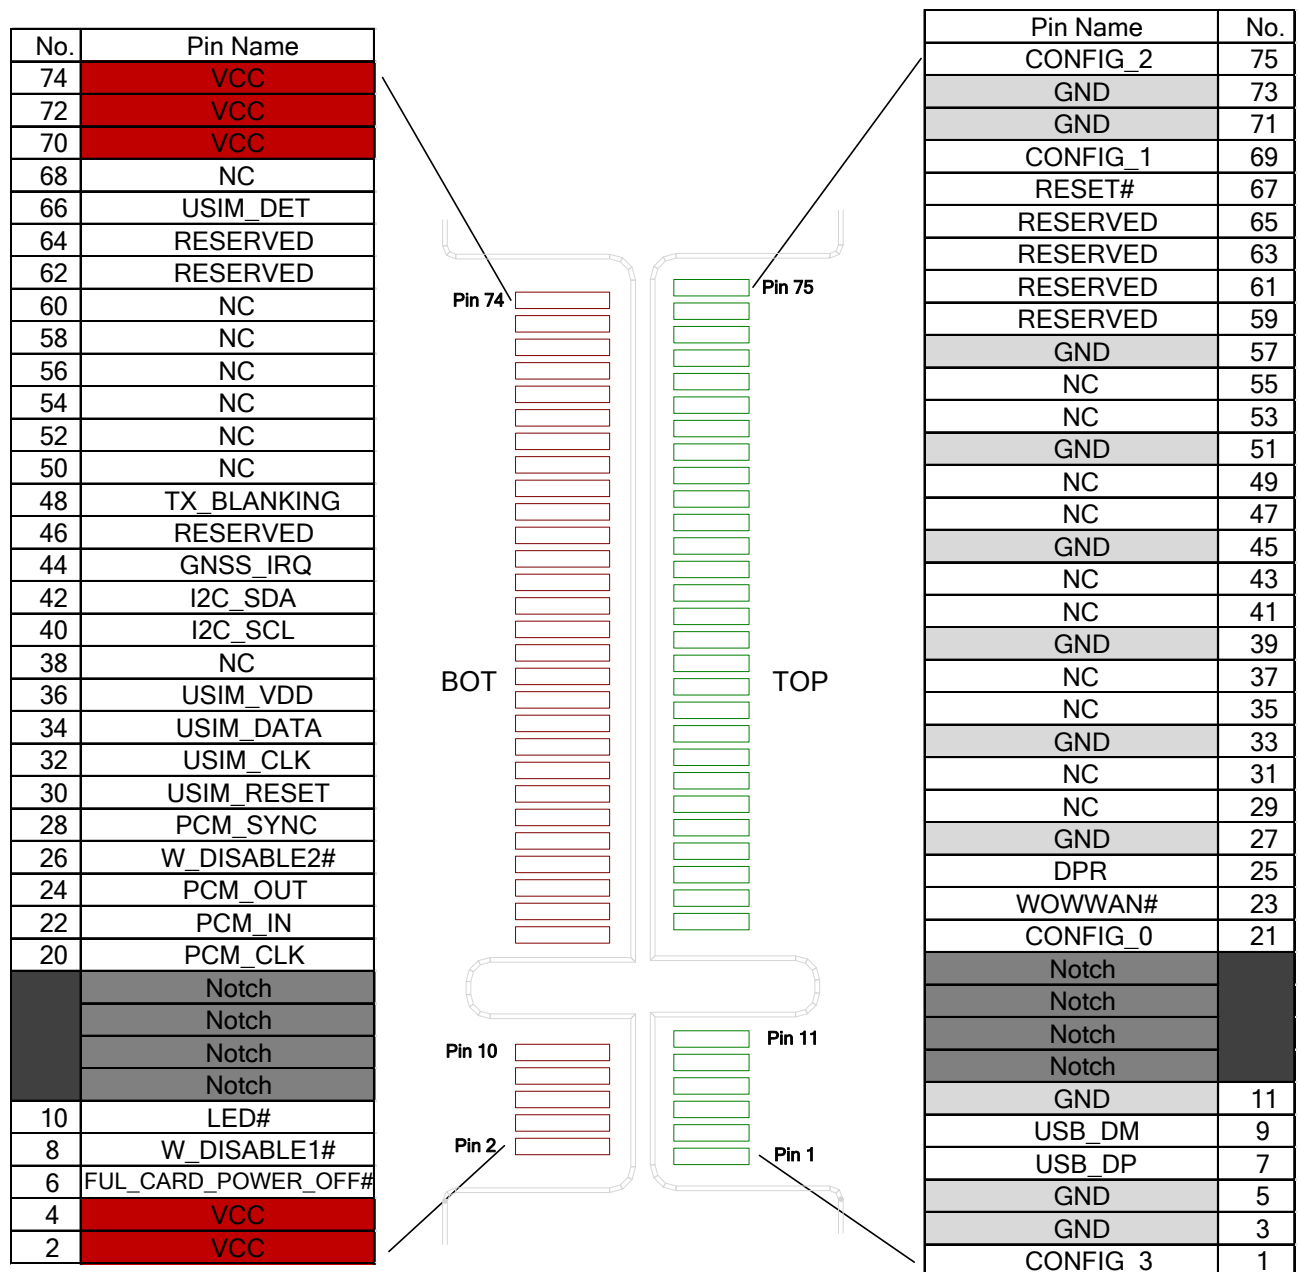 No. Pin Name
74 VCC
72 VCC
70 VCC
68 NC
66 USIM_DET
64 RESERVED
62 RESERVED
60 NC
58 NC
56 NC
54 NC
52 NC
50 NC
48 TX_BLANKING
46 RESERVED
44 GNSS_IRQ
42 I2C_SDA
40 I2C_SCL
38 NC
36 USIM_VDD
34 USIM_DATA
32 USIM_CLK
30 USIM_RESET
28 PCM_SYNC
26 W_DISABLE2#
24 PCM_OUT
22 PCM_IN
20 PCM_CLK
Notch
Notch
Notch
Notch
10 LED#
8 W_DISABLE1#
6 FUL_CARD_POWER_OFF#
4 VCC
2 VCC
Pin 74
Pin 75
BOT
TOP
Pin 10
Pin 11
Pin 2
Pin 1
Pin Name No.
CONFIG_2 75
GND 73
GND 71
CONFIG_1 69
RESET# 67
RESERVED 65
RESERVED 63
RESERVED 61
RESERVED 59
GND 57
NC 55
NC 53
GND 51
NC 49
NC 47
GND 45
NC 43
NC 41
GND 39
NC 37
NC 35
GND 33
NC 31
NC 29
GND 27
DPR 25
WOWWAN# 23
CONFIG_0 21
Notch
Notch
Notch
Notch
GND 11
USB_DM 9
USB_DP 7
GND 5
GND 3
CONFIG_3 1